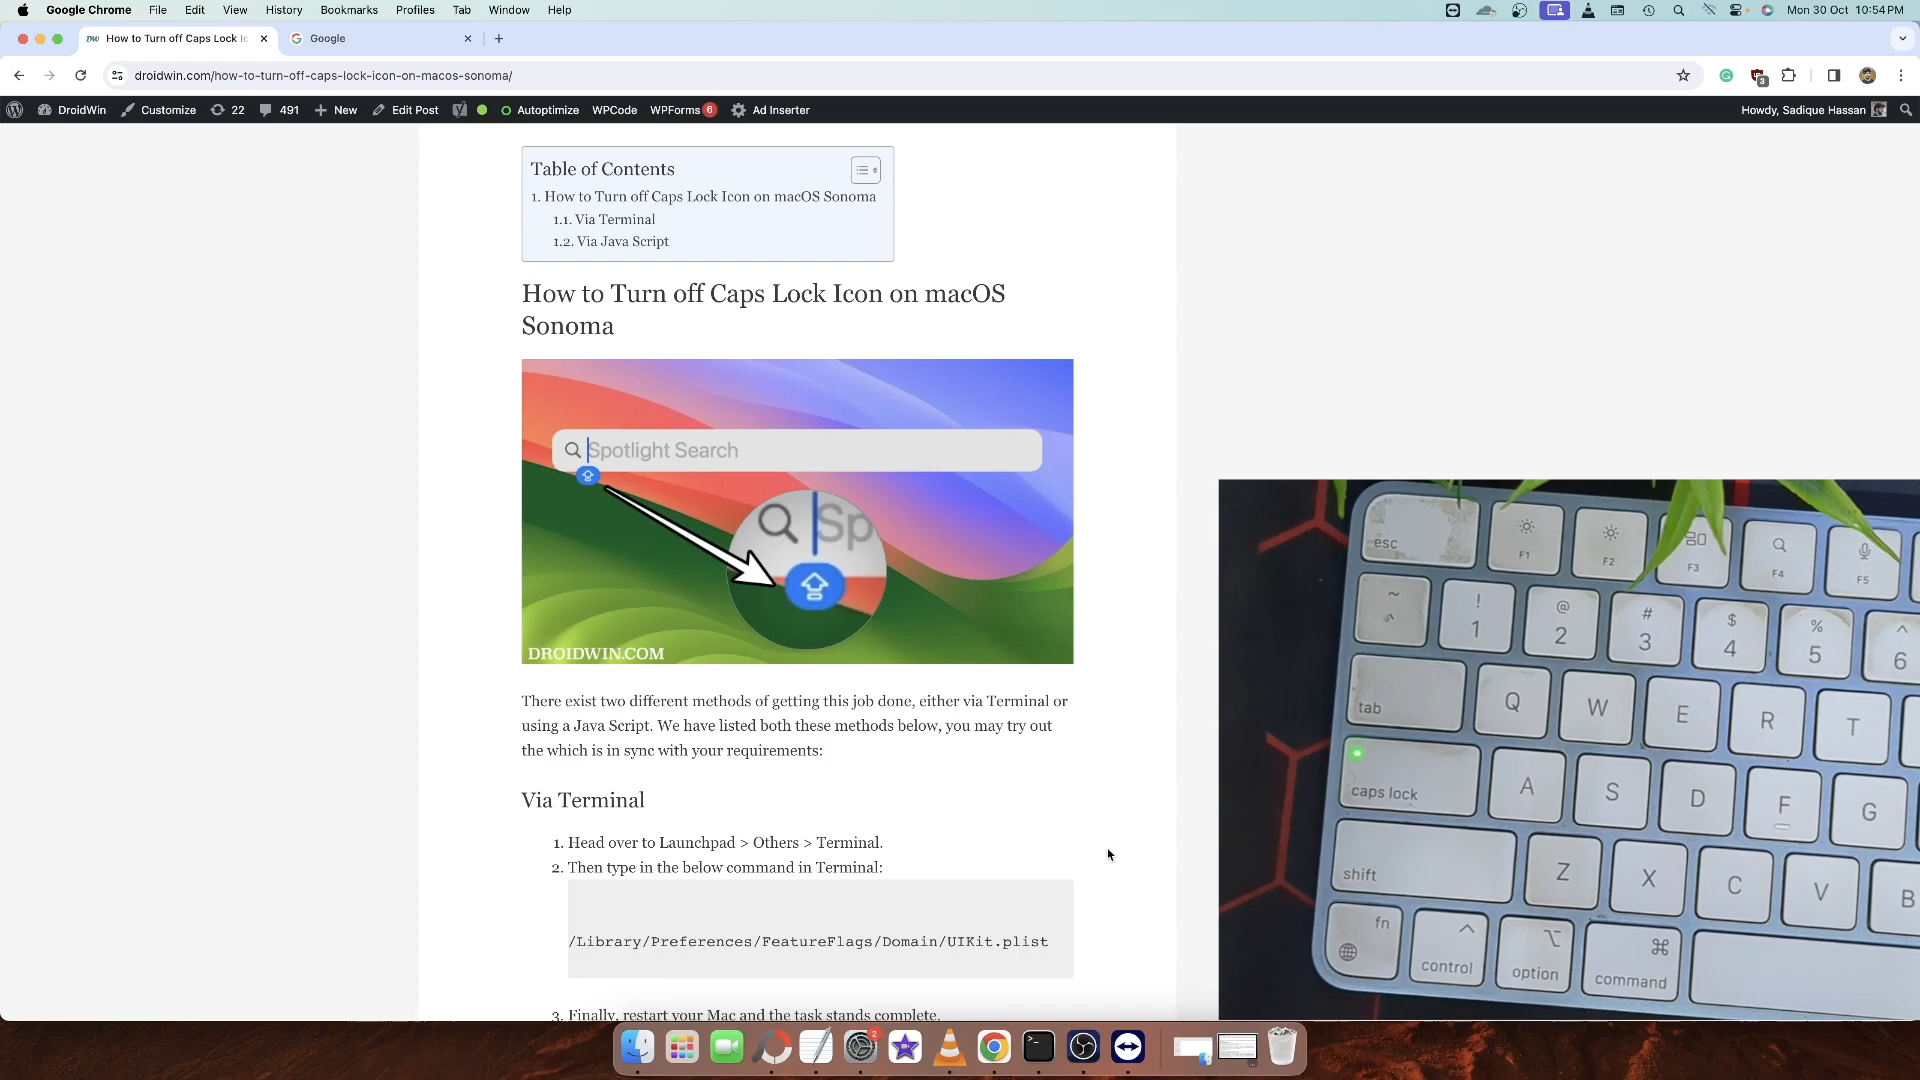 Google Chrome File Edit View History Bookmarks Profiles Tab Window Help
Mon 30 Oct 10:54 PM
How to Turn off Caps Lock Ic
Google
droidwin.com/how-to-turn-off-caps-lock-icon-on-macos-sonoma/
3
DroidWin Customize 22 491 New Edit Post Autoptimize WPCode WPForms 6 Ad Inserter
Howdy, Sadique Hassan
Table of Contents
1. How to Turn off Caps Lock Icon on macOS Sonoma
1.1. Via Terminal
1.2. Via Java Script
How to Turn off Caps Lock Icon on macOS
Sonoma
Spotlight Search
Sp
DROIDWIN.COM
There exist two different methods of getting this job done, either via Terminal or
using a Java Script. We have listed both these methods below, you may try out
the which is in sync with your requirements:
Via Terminal
1. Head over to Launchpad > Others > Terminal.
2. Then type in the below command in Terminal:
/Library/Preferences/FeatureFlags/Domain/UIKit.plist
3. Finally, restart your Mac and the task stands complete.
esc F1 F2 F3 F4 F5
~ ! @ # $ % ^
1 2 3 4 5 6
tab Q W E R T
caps lock A S D F G
shift Z X C V B
fn control option command
2